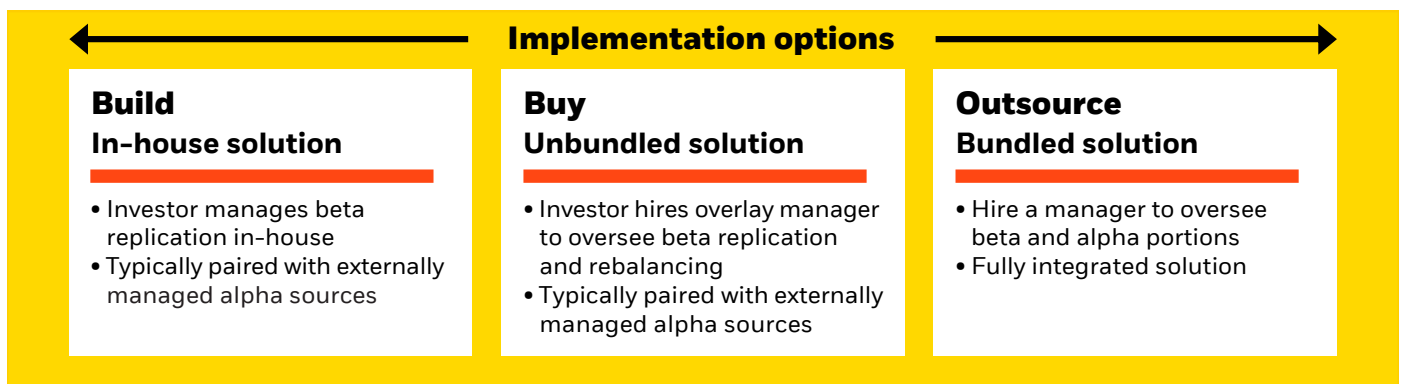 Implementation options
Build
In-house solution
• Investor manages beta
replication in-house
• Typically paired with externally
managed alpha sources
Buy
Unbundled solution
• Investor hires overlay manager
to oversee beta replication
and rebalancing
• Typically paired with externally
managed alpha sources
Outsource
Bundled solution
• Hire a manager to oversee
beta and alpha portions
• Fully integrated solution